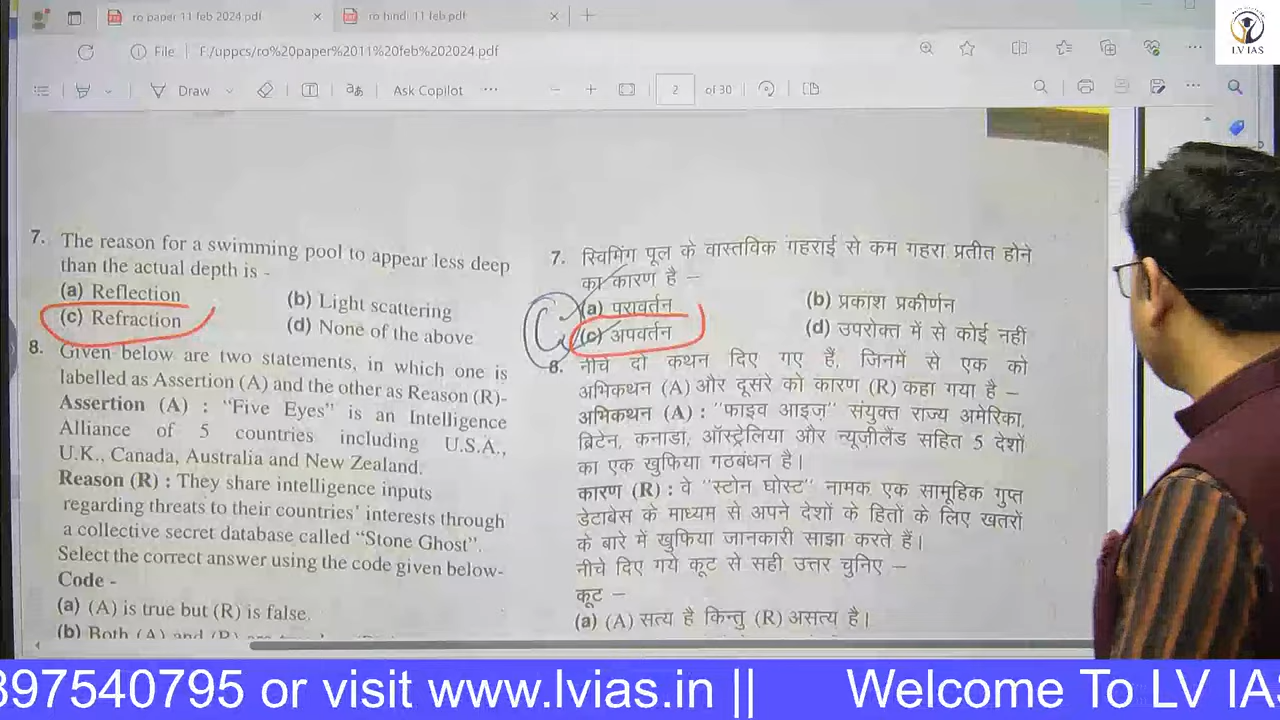 ro paper 11 feb 2024.pdf
ro hindi 11 feb.pdf
File
F:/uppcs/ro%20paper%2011%20feb%202024.pdf
LV IAS
Draw
Ask Copilot
2
of 30
7. The reason for a swimming pool to appear less deep
than the actual depth is -
(a) Reflection
(b) Light scattering
(c) Refraction
(d) None of the above
8. Given below are two statements, in which one is
labelled as Assertion (A) and the other as Reason (R)-
Assertion (A) : “Five Eyes” is an Intelligence
Alliance of 5 countries including U.S.A.,
U.K., Canada, Australia and New Zealand.
Reason (R) : They share intelligence inputs
regarding threats to their countries’ interests through
a collective secret database called “Stone Ghost”.
Select the correct answer using the code given below-
Code -
(a) (A) is true but (R) is false.
(b) Both (A) and (R)
7. स्विमिंग पूल के वास्तविक गहराई से कम गहरा प्रतीत होने
का कारण है –
(a) परावर्तन
(b) प्रकाश प्रकीर्णन
(c) अपवर्तन
(d) उपरोक्त में से कोई नहीं
8. नीचे दो कथन दिए गए हैं, जिनमें से एक को
अभिकथन (A) और दूसरे को कारण (R) कहा गया है –
अभिकथन (A) : “फाइव आइज़” संयुक्त राज्य अमेरिका,
ब्रिटेन, कनाडा, ऑस्ट्रेलिया और न्यूजीलैंड सहित 5 देशों
का एक खुफिया गठबंधन है।
कारण (R) : वे “स्टोन घोस्ट” नामक एक सामूहिक गुप्त
डेटाबेस के माध्यम से अपने देशों के हितों के लिए खतरों
के बारे में खुफिया जानकारी साझा करते हैं।
नीचे दिए गये कूट से सही उत्तर चुनिए –
कूट –
(a) (A) सत्य है किन्तु (R) असत्य है।
397540795 or visit www.lvias.in || Welcome To LV IAS